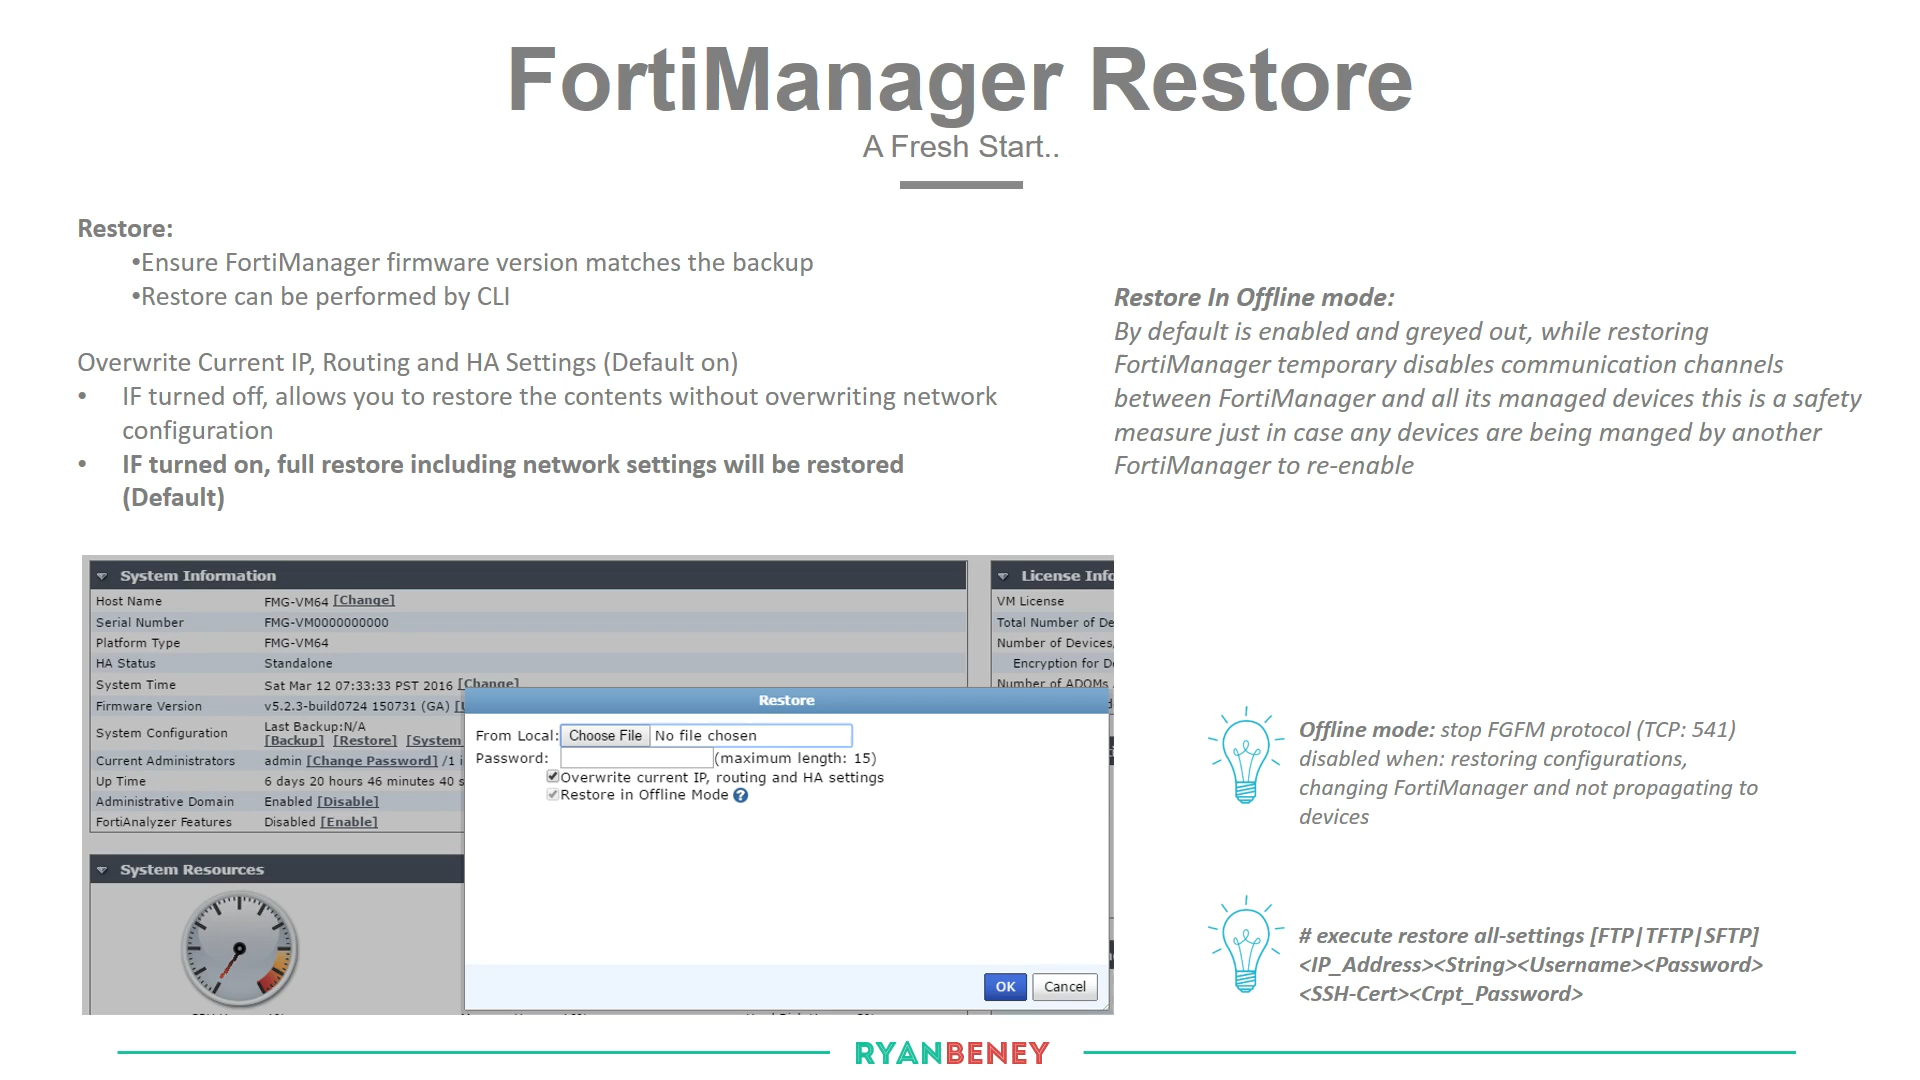 FortiManager Restore
A Fresh Start..
Restore:
•Ensure FortiManager firmware version matches the backup
•Restore can be performed by CLI
Overwrite Current IP, Routing and HA Settings (Default on)
• IF turned off, allows you to restore the contents without overwriting network
configuration
• IF turned on, full restore including network settings will be restored
(Default)
Restore In Offline mode:
By default is enabled and greyed out, while restoring
FortiManager temporary disables communication channels
between FortiManager and all its managed devices this is a safety
measure just in case any devices are being manged by another
FortiManager to re-enable
System Information
Host Name FMG-VM64 [Change]
Serial Number FMG-VM0000000000
Platform Type FMG-VM64
HA Status Standalone
System Time Sat Mar 12 07:33:33 PST 2016 [Change]
Firmware Version v5.2.3-build0724 150731 (GA)
System Configuration Last Backup:N/A
[Backup] [Restore] [System
Current Administrators admin [Change Password] /1
Up Time 6 days 20 hours 46 minutes 40 s
Administrative Domain Enabled [Disable]
FortiAnalyzer Features Disabled [Enable]
System Resources
License Info
VM License
Total Number of De
Number of Devices
Encryption for De
Number of ADOMs
Restore
From Local: Choose File No file chosen
Password: (maximum length: 15)
Overwrite current IP, routing and HA settings
Restore in Offline Mode ?
OK Cancel
Offline mode: stop FGFM protocol (TCP: 541)
disabled when: restoring configurations,
changing FortiManager and not propagating to
devices
# execute restore all-settings [FTP|TFTP|SFTP]
<IP_Address><String><Username><Password>
<SSH-Cert><Crpt_Password>
RYANBENEY